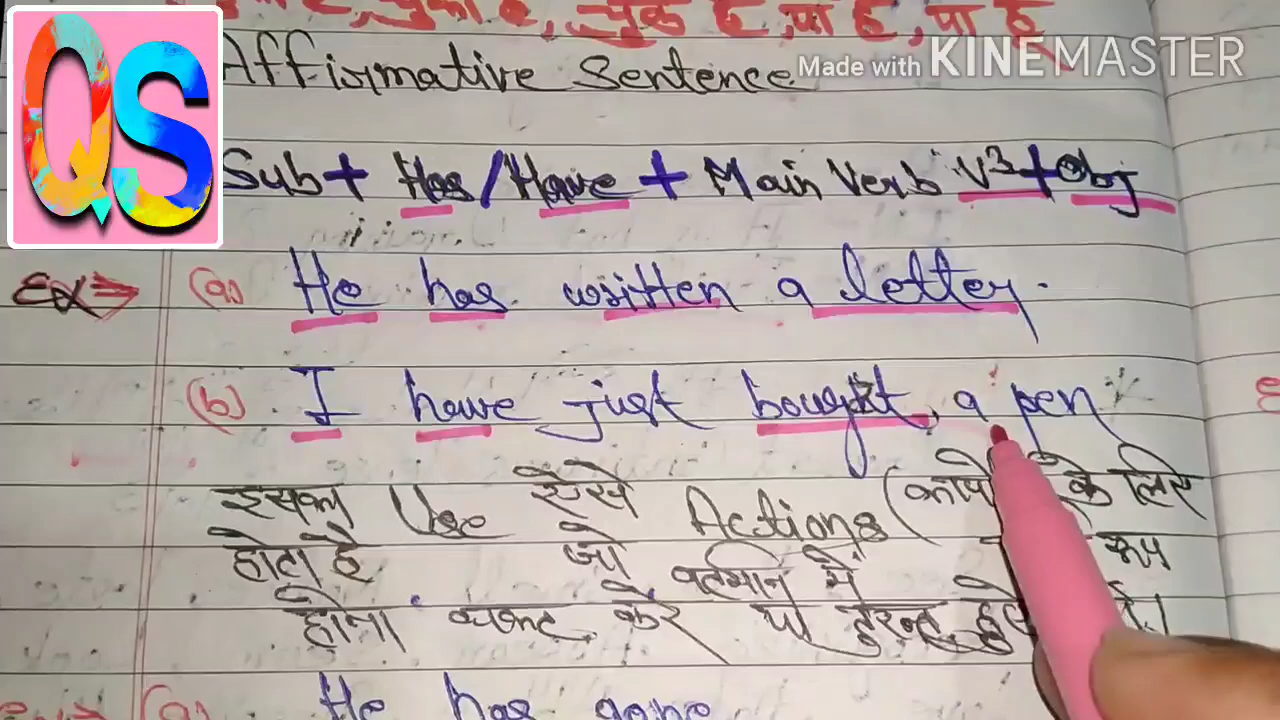 चुका है, या है, या हूँ
QS
Made with KINEMASTER
Affirmative Sentence
Sub + Has/Have + Main Verb V³ + Obj
Ex ⇒ (a) He has written a letter.
(b) I have just bought, a pen
इसका Use ऐसे Actions (कार्यो के लिए
होता है जो वर्तमान में
होना प्रकट करे या तुरन्त
(a) He has gone